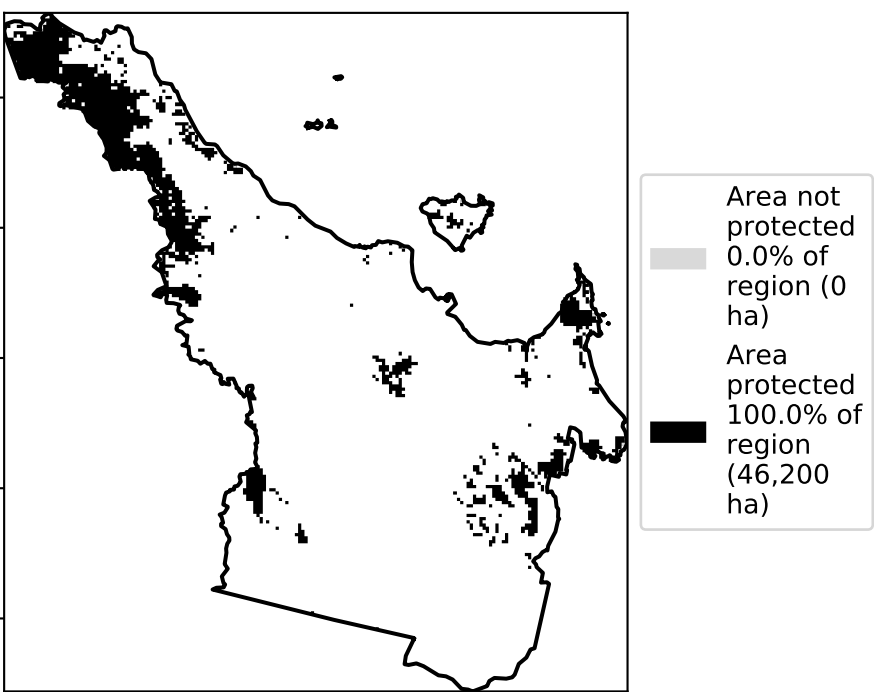 Area not
protected
0.0% of
region (0
ha)
Area
protected
100.0% of
region
(46,200
ha)